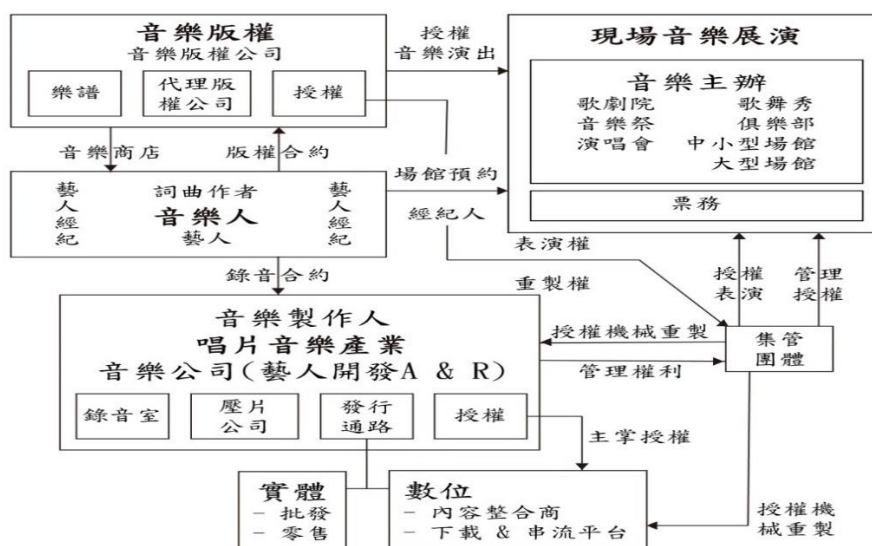 音樂版權
音樂版權公司
樂譜
代理版
權公司
授權
授權
音樂演出
現場音樂展演
音樂主辦
歌劇院
音樂祭
演唱會
歌舞秀
俱樂部
中小型場館
大型場館
票務
音樂商店
版權合約
藝人經紀
詞曲作者
音樂人
藝人
藝人經紀
場館預約
經紀人
表演權
重製權
授權表演
管理授權
錄音合約
音樂製作人
唱片音樂產業
音樂公司(藝人開發A & R)
錄音室
壓片
公司
發行
通路
授權
授權機械重製
管理權利
集管
團體
主掌授權
實體
- 批發
- 零售
數位
- 內容整合商
- 下載 & 串流平台
授權機
械重製